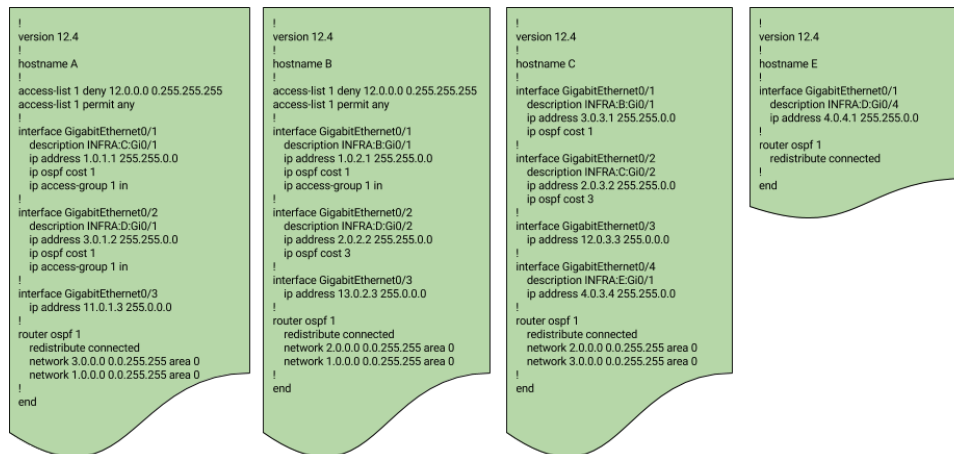 !
version 12.4
!
hostname A
!
access-list 1 deny 12.0.0.0 0.255.255.255
access-list 1 permit any
!
interface GigabitEthernet0/1
description INFRA:C:Gi0/1
ip address 1.0.1.1 255.255.0.0
ip ospf cost 1
ip access-group 1 in
!
interface GigabitEthernet0/2
description INFRA:D:Gi0/1
ip address 3.0.1.2 255.255.0.0
ip ospf cost 1
ip access-group 1 in
!
interface GigabitEthernet0/3
ip address 11.0.1.3 255.0.0.0
!
router ospf 1
redistribute connected
network 3.0.0.0 0.0.255.255 area 0
network 1.0.0.0 0.0.255.255 area 0
!
end
!
version 12.4
!
hostname B
!
access-list 1 deny 12.0.0.0 0.255.255.255
access-list 1 permit any
!
interface GigabitEthernet0/1
description INFRA:B:Gi0/1
ip address 1.0.2.1 255.255.0.0
ip ospf cost 1
ip access-group 1 in
!
interface GigabitEthernet0/2
description INFRA:D:Gi0/2
ip address 2.0.2.2 255.255.0.0
ip ospf cost 3
!
interface GigabitEthernet0/3
ip address 13.0.2.3 255.0.0.0
!
router ospf 1
redistribute connected
network 2.0.0.0 0.0.255.255 area 0
network 1.0.0.0 0.0.255.255 area 0
!
end
!
version 12.4
!
hostname C
!
interface GigabitEthernet0/1
description INFRA:B:Gi0/1
ip address 3.0.3.1 255.255.0.0
ip ospf cost 1
!
interface GigabitEthernet0/2
description INFRA:C:Gi0/2
ip address 2.0.3.2 255.255.0.0
ip ospf cost 3
!
interface GigabitEthernet0/3
ip address 12.0.3.3 255.0.0.0
!
interface GigabitEthernet0/4
description INFRA:E:Gi0/1
ip address 4.0.3.4 255.255.0.0
!
router ospf 1
redistribute connected
network 2.0.0.0 0.0.255.255 area 0
network 3.0.0.0 0.0.255.255 area 0
!
end
!
version 12.4
!
hostname E
!
interface GigabitEthernet0/1
description INFRA:D:Gi0/4
ip address 4.0.4.1 255.255.0.0
!
router ospf 1
redistribute connected
!
end